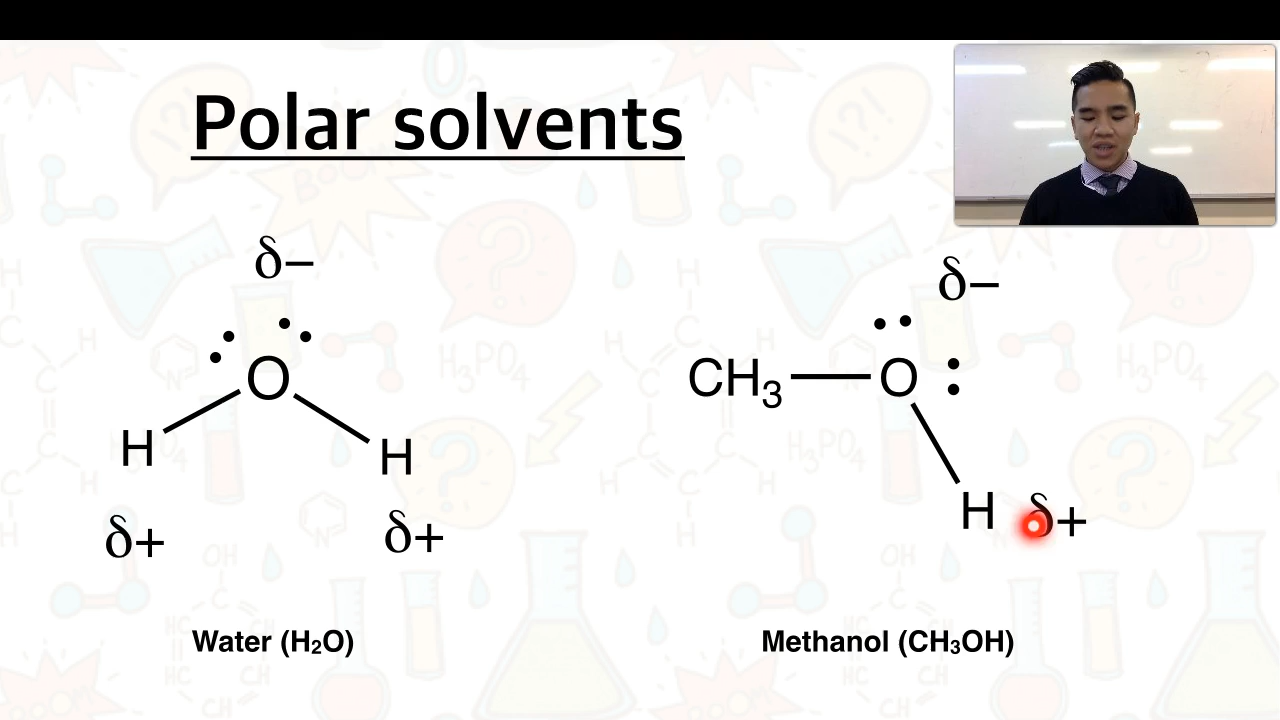 Polar solvents
δ−
δ−
O
CH₃
O
H
H
H
δ+
δ+
δ+
Water (H₂O)
Methanol (CH₃OH)